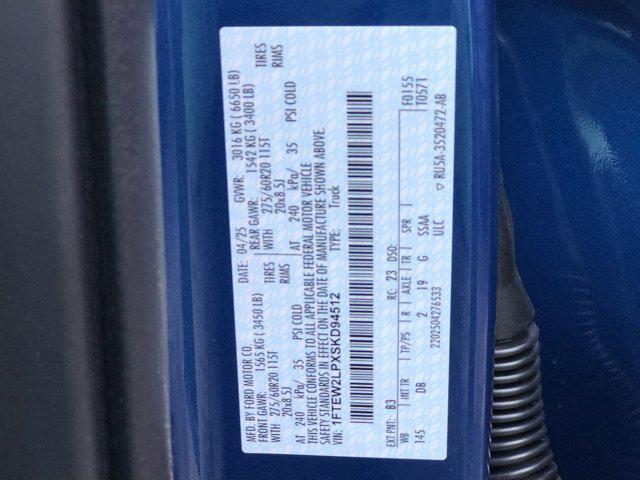 MFD. BY FORD MOTOR CO.
DATE: 04/25 GVWR: 3016 KG ( 6650 LB)
FRONT GAWR: 1565 KG ( 3450 LB) REAR GAWR: 1542 KG ( 3400 LB)
WITH 275/60R20 115T TIRES WITH 275/60R20 115T TIRES
20x8.5J RIMS 20x8.5J RIMS
AT 240 kPa/ 35 PSI COLD AT 240 kPa/ 35 PSI COLD
THIS VEHICLE CONFORMS TO ALL APPLICABLE FEDERAL MOTOR VEHICLE
SAFETY STANDARDS IN EFFECT ON THE DATE OF MANUFACTURE SHOWN ABOVE.
VIN: 1FTEW2LPXSKD94512 TYPE: Truck
F0155
EXT PNT: B3 RC: 23 DSO: T0571
WB INT TR TP/PS R AXLE TR SPR
145 DB 2 19 G SSAA
ULC ▽ RU5A-3520472-AB
2202504276533